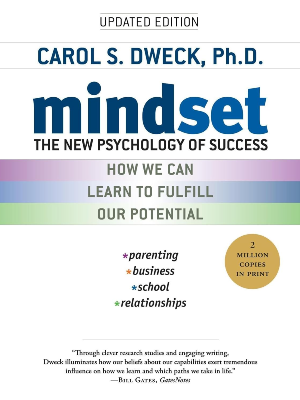 UPDATED EDITION
CAROL S. DWECK, Ph.D.
mindset
THE NEW PSYCHOLOGY OF SUCCESS
HOW WE CAN
LEARN TO FULFILL
OUR POTENTIAL
*parenting
*business
*school
*relationships
2
MILLION
COPIES
IN PRINT
"Through clever research studies and engaging writing,
Dweck illuminates how our beliefs about our capabilities exert tremendous
influence on how we learn and which paths we take in life."
—BILL GATES, GatesNotes